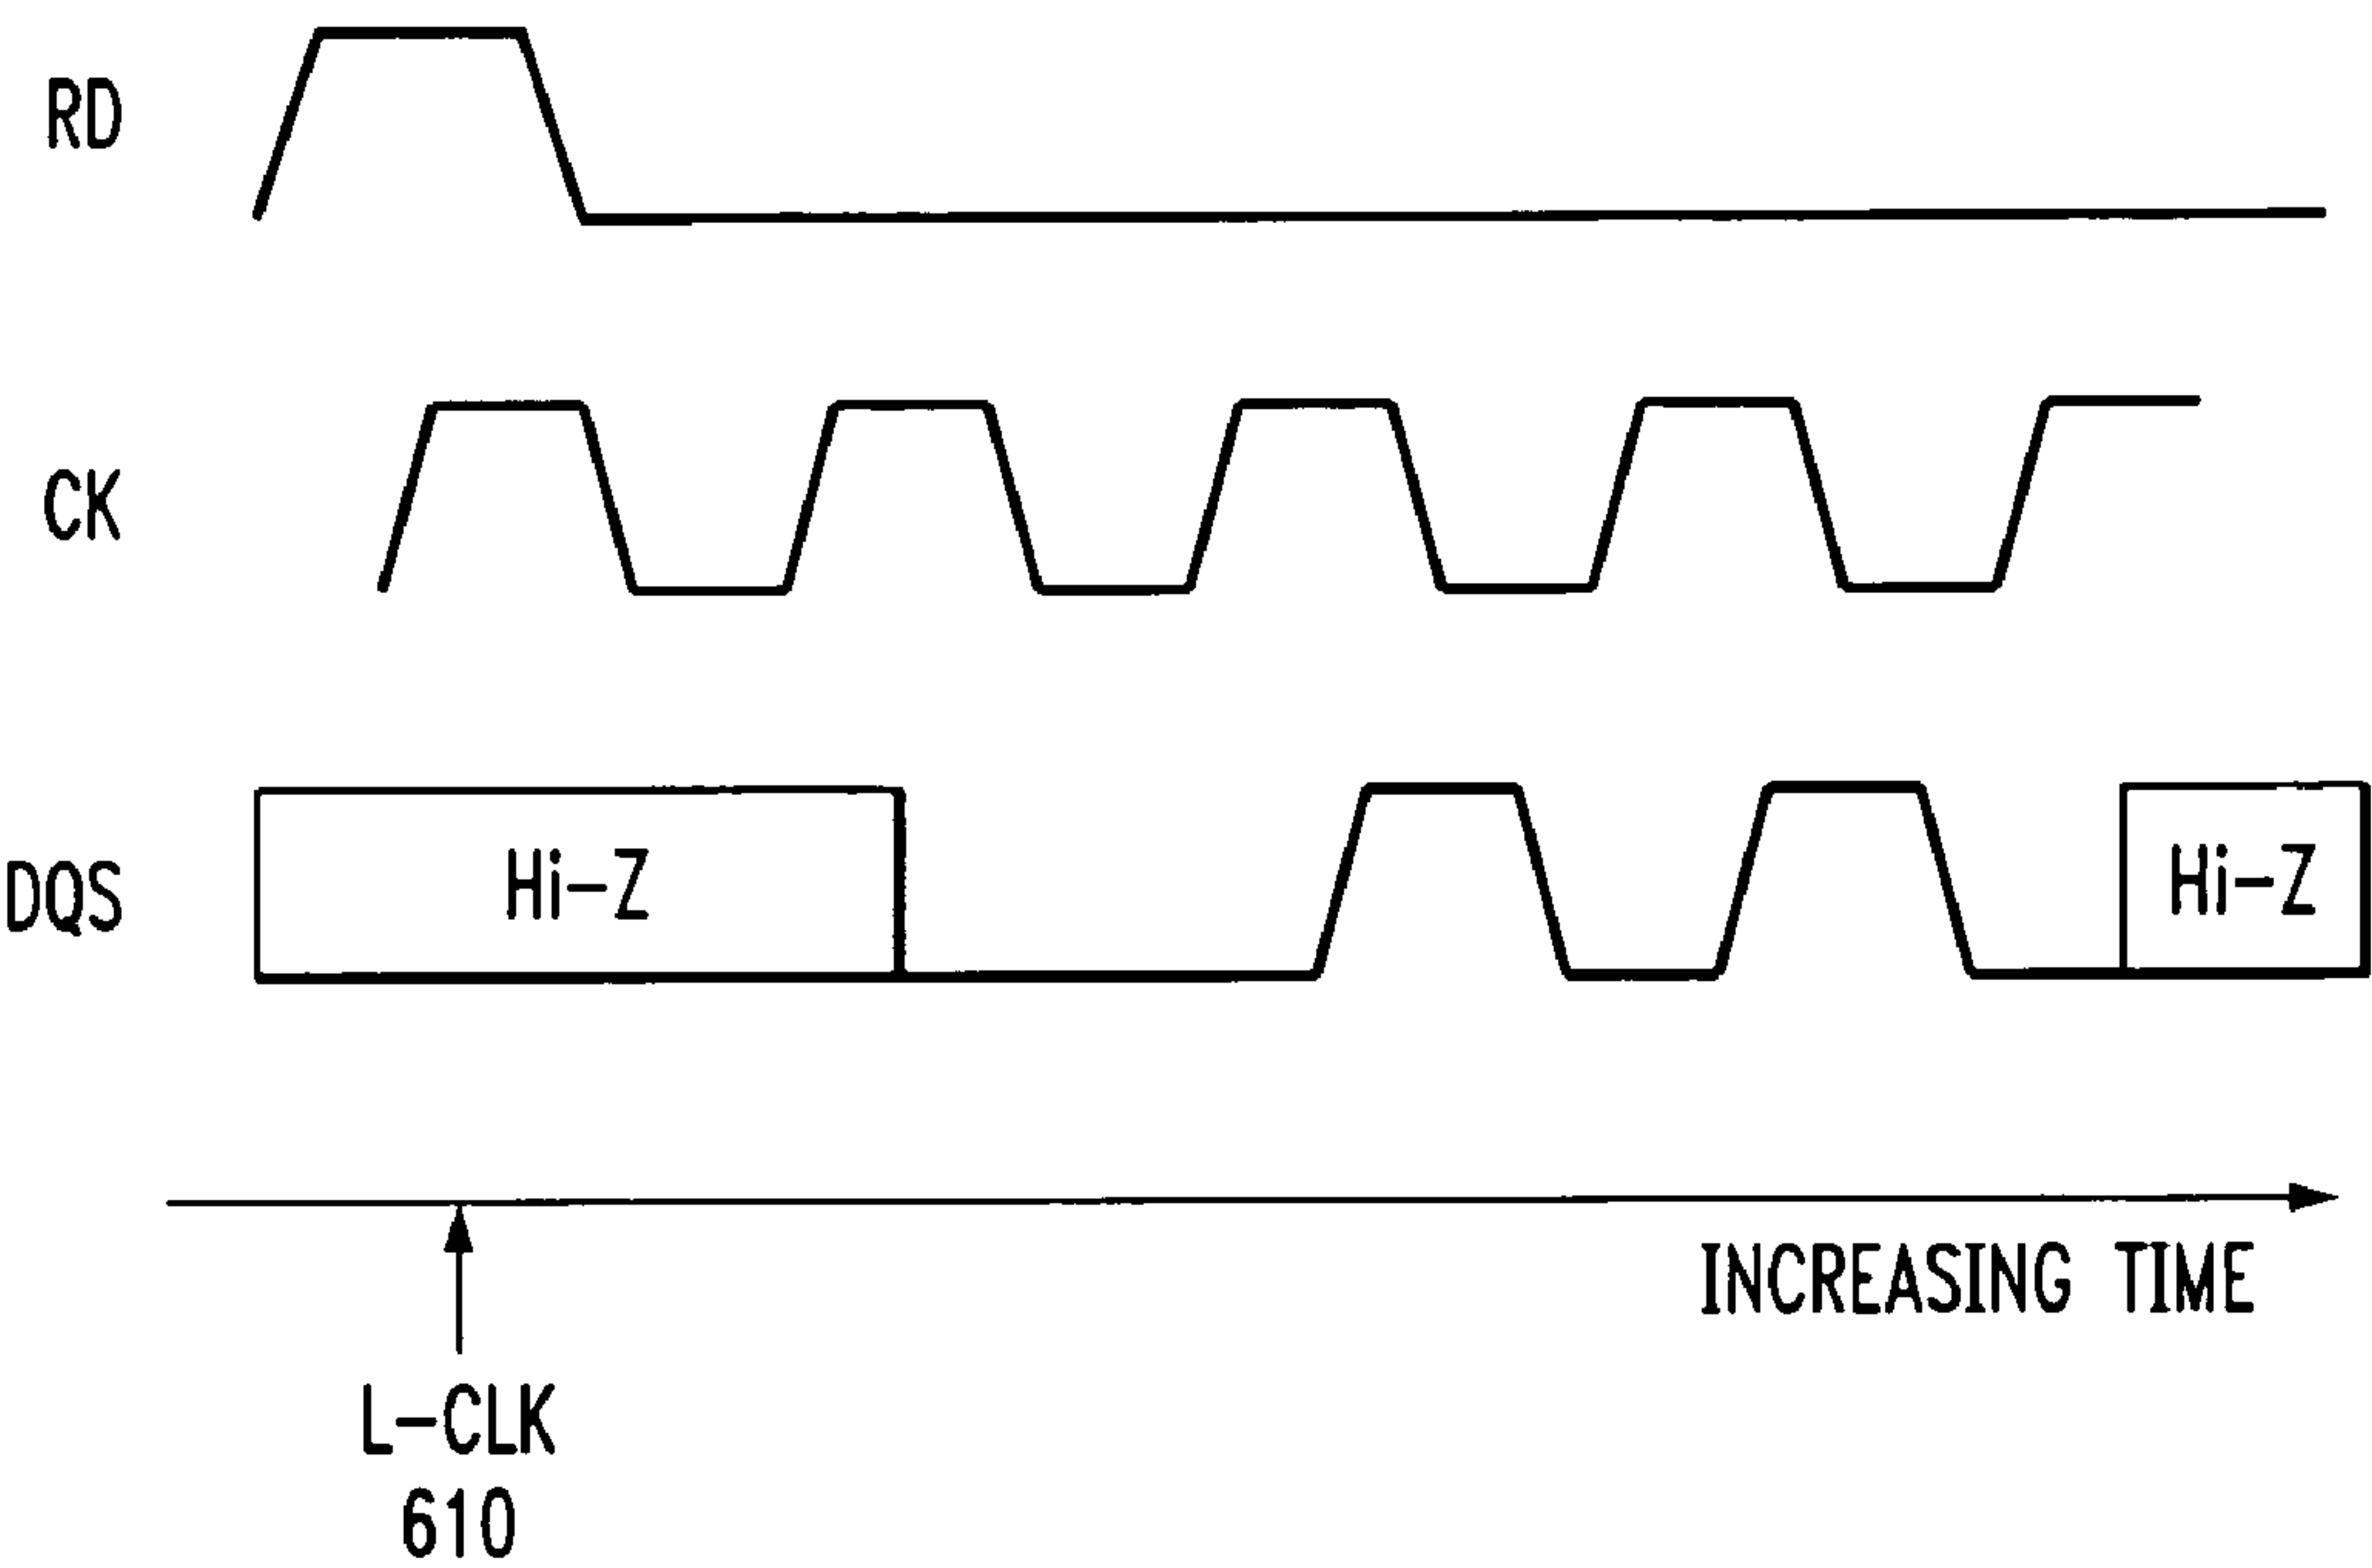 RD
CK
DQS
Hi-Z
Hi-Z
INCREASING TIME
L-CLK
610